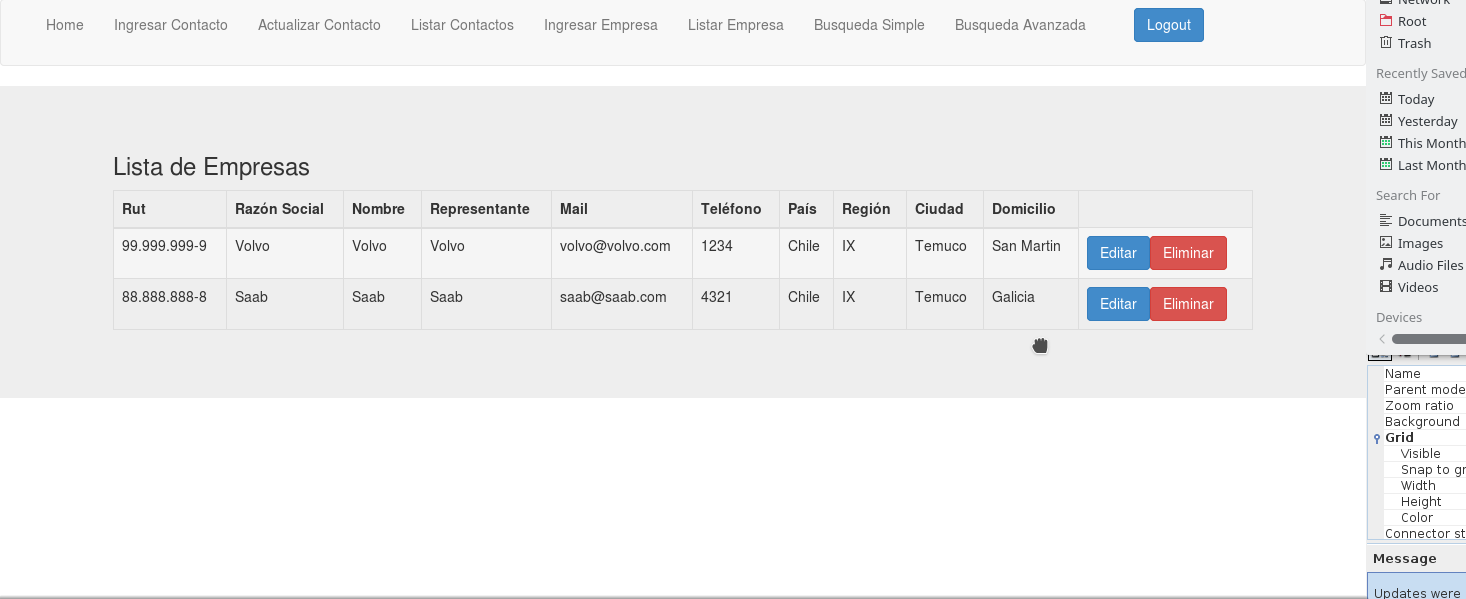 Home Ingresar Contacto Actualizar Contacto Listar Contactos Ingresar Empresa Listar Empresa Busqueda Simple Busqueda Avanzada Logout
Lista de Empresas
Rut Razón Social Nombre Representante Mail Teléfono País Región Ciudad Domicilio
99.999.999-9 Volvo Volvo Volvo volvo@volvo.com 1234 Chile IX Temuco San Martin Editar Eliminar
88.888.888-8 Saab Saab Saab saab@saab.com 4321 Chile IX Temuco Galicia Editar Eliminar
Network
Root
Trash
Recently Saved
Today
Yesterday
This Month
Last Month
Search For
Documents
Images
Audio Files
Videos
Devices
Name
Parent mode
Zoom ratio
Background
Grid
Visible
Snap to gr
Width
Height
Color
Connector st
Message
Updates were